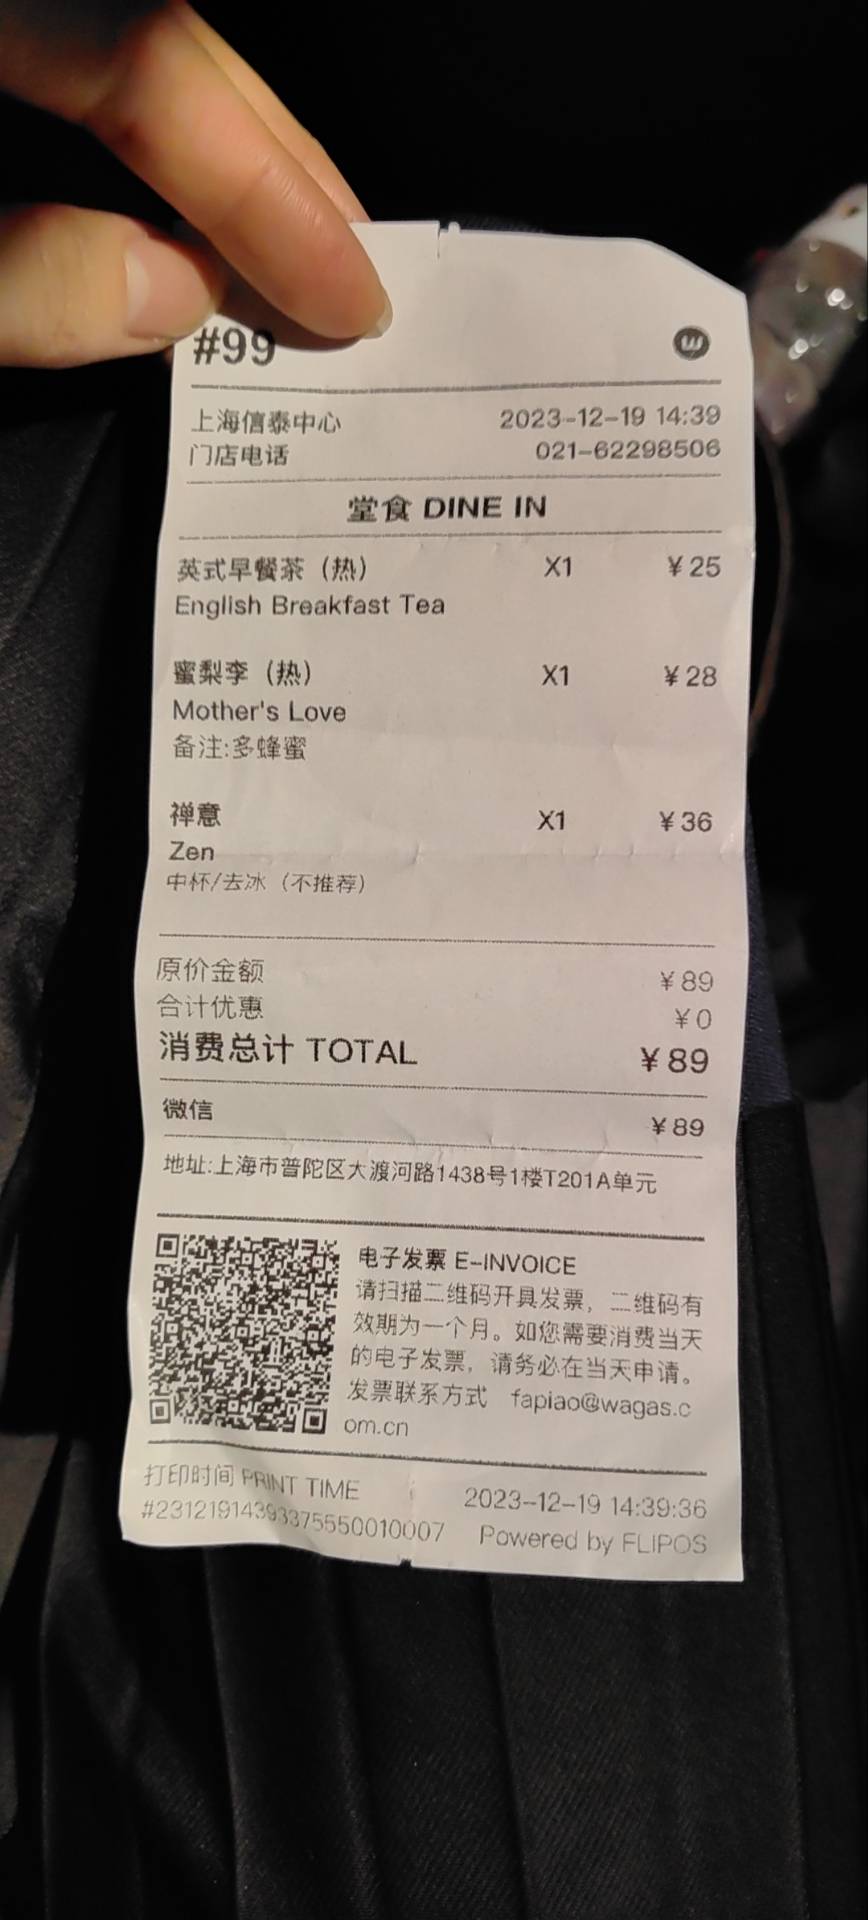 #99
上海信泰中心 2023-12-19 14:39
门店电话 021-62298506
堂食 DINE IN
英式早餐茶（热） X1 ¥25
English Breakfast Tea
蜜梨李（热） X1 ¥28
Mother's Love
备注:多蜂蜜
禅意 X1 ¥36
Zen
中杯/去冰（不推荐）
原价金额 ¥89
合计优惠 ¥0
消费总计 TOTAL ¥89
微信 ¥89
地址:上海市普陀区大渡河路1438号1楼T201A单元
电子发票 E-INVOICE
请扫描二维码开具发票，二维码有
效期为一个月。如您需要消费当天
的电子发票，请务必在当天申请。
发票联系方式 fapiao@wagas.c
om.cn
打印时间 PRINT TIME 2023-12-19 14:39:36
#23121914393375550010007 Powered by FLIPOS